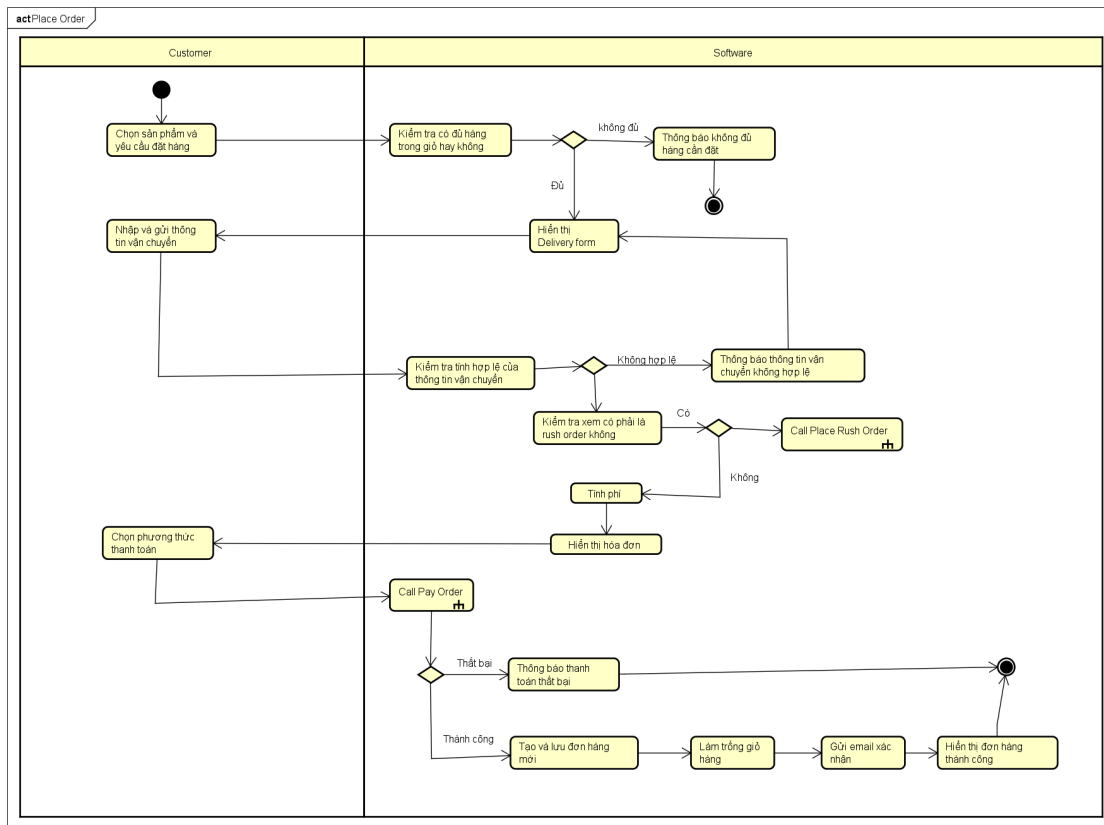 act Place Order
Customer
Software
Chọn sản phẩm và
yêu cầu đặt hàng
Kiểm tra có đủ hàng
trong giỏ hay không
không đủ
Thông báo không đủ
hàng cần đặt
Đủ
Nhập và gửi thông
tin vận chuyển
Hiển thị
Delivery form
Kiểm tra tính hợp lệ của
thông tin vận chuyển
Không hợp lệ
Thông báo thông tin vận
chuyển không hợp lệ
Kiểm tra xem có phải là
rush order không
Có
Call Place Rush Order
Không
Tính phí
Hiển thị hóa đơn
Chọn phương thức
thanh toán
Call Pay Order
Thất bại
Thông báo thanh
toán thất bại
Thành công
Tạo và lưu đơn hàng
mới
Làm trống giỏ
hàng
Gửi email xác
nhận
Hiển thị đơn hàng
thành công